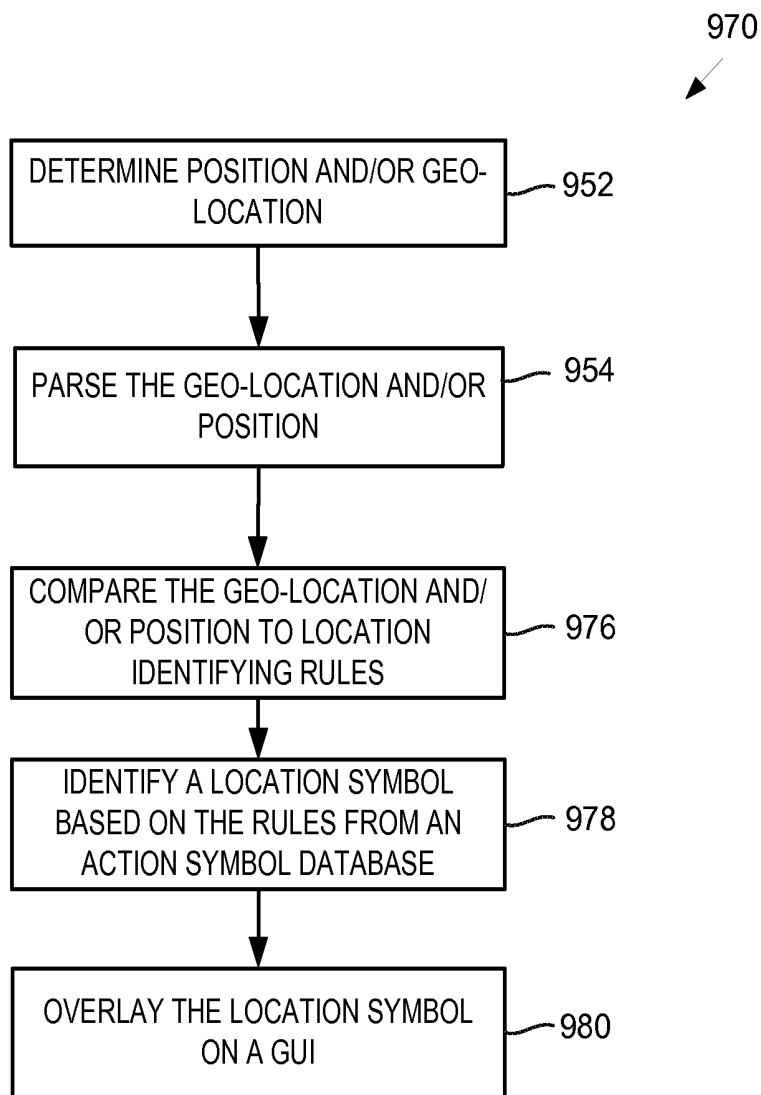 970
DETERMINE POSITION AND/OR GEO-
LOCATION
952
PARSE THE GEO-LOCATION AND/OR
POSITION
954
COMPARE THE GEO-LOCATION AND/
OR POSITION TO LOCATION
IDENTIFYING RULES
976
IDENTIFY A LOCATION SYMBOL
BASED ON THE RULES FROM AN
ACTION SYMBOL DATABASE
978
OVERLAY THE LOCATION SYMBOL
ON A GUI
980